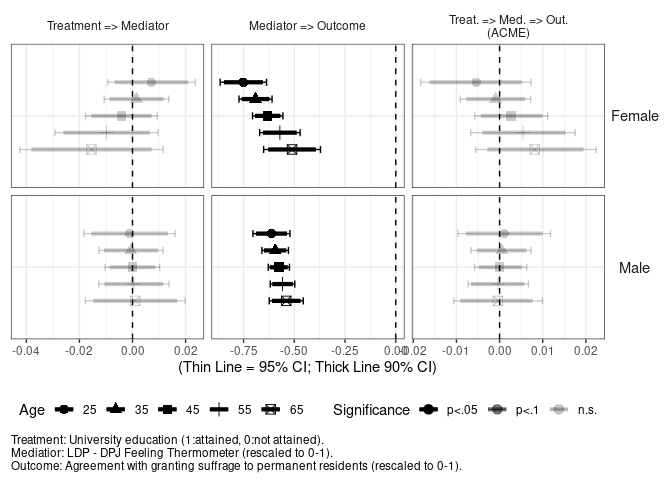 Treatment => Mediator
Mediator => Outcome
Treat. => Med. => Out.
(ACME)
Female
Male
-0.04 -0.02 0.00 0.02
-0.75 -0.50 -0.25 0.00
-0.02 -0.01 0.00 0.01 0.02
(Thin Line = 95% CI; Thick Line 90% CI)
Age 25 35 45 55 65 Significance p<.05 p<.1 n.s.
Treatment: University education (1:attained, 0:not attained).
Mediatior: LDP - DPJ Feeling Thermometer (rescaled to 0-1).
Outcome: Agreement with granting suffrage to permanent residents (rescaled to 0-1).